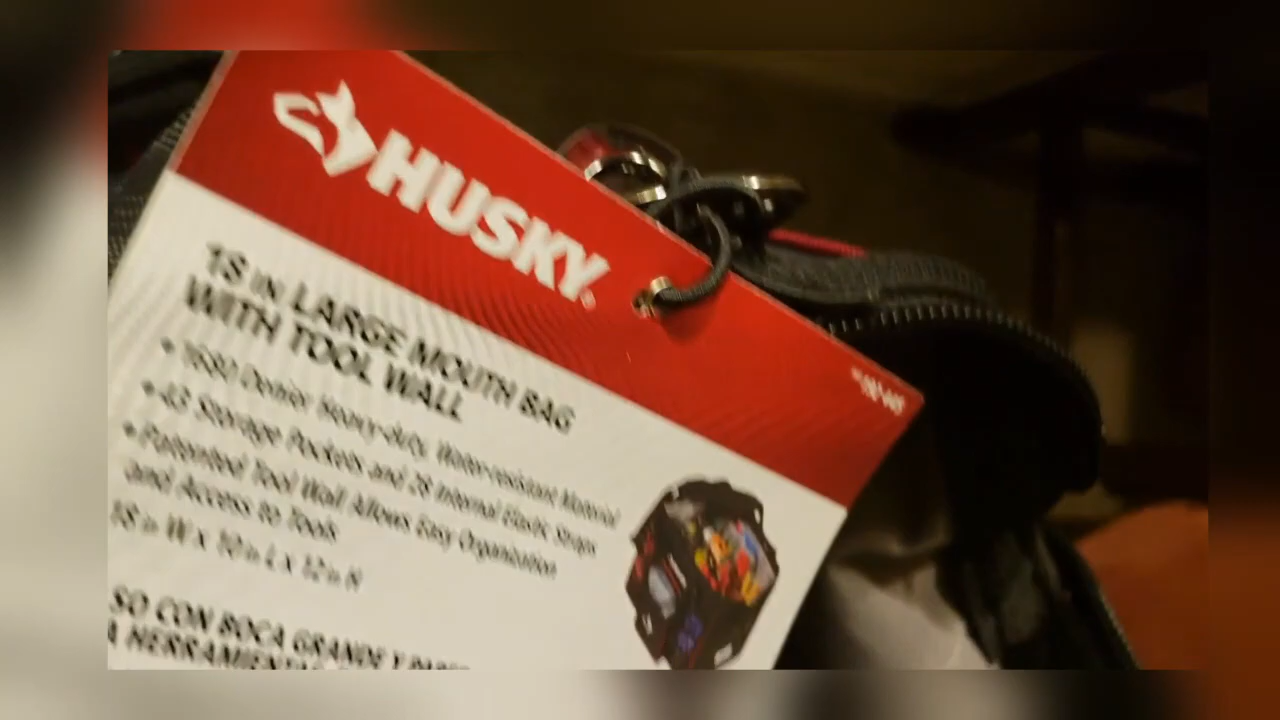 HUSKY
18 IN LARGE MOUTH BAG
WITH TOOL WALL
Denier Heavy-duty, Water-resistant Material
• 43 Storage Pockets and 28 Internal Elastic Straps
• Patented Tool Wall Allows Easy Organization
and Access to Tools
18 in W x 10 in L x 12 in H
SO CON BOCA GRANDE Y
A HERRAMIENTAS